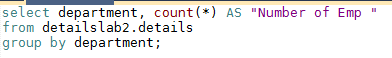 select department, count(*) AS "Number of Emp "
from detailslab2.details
group by department;